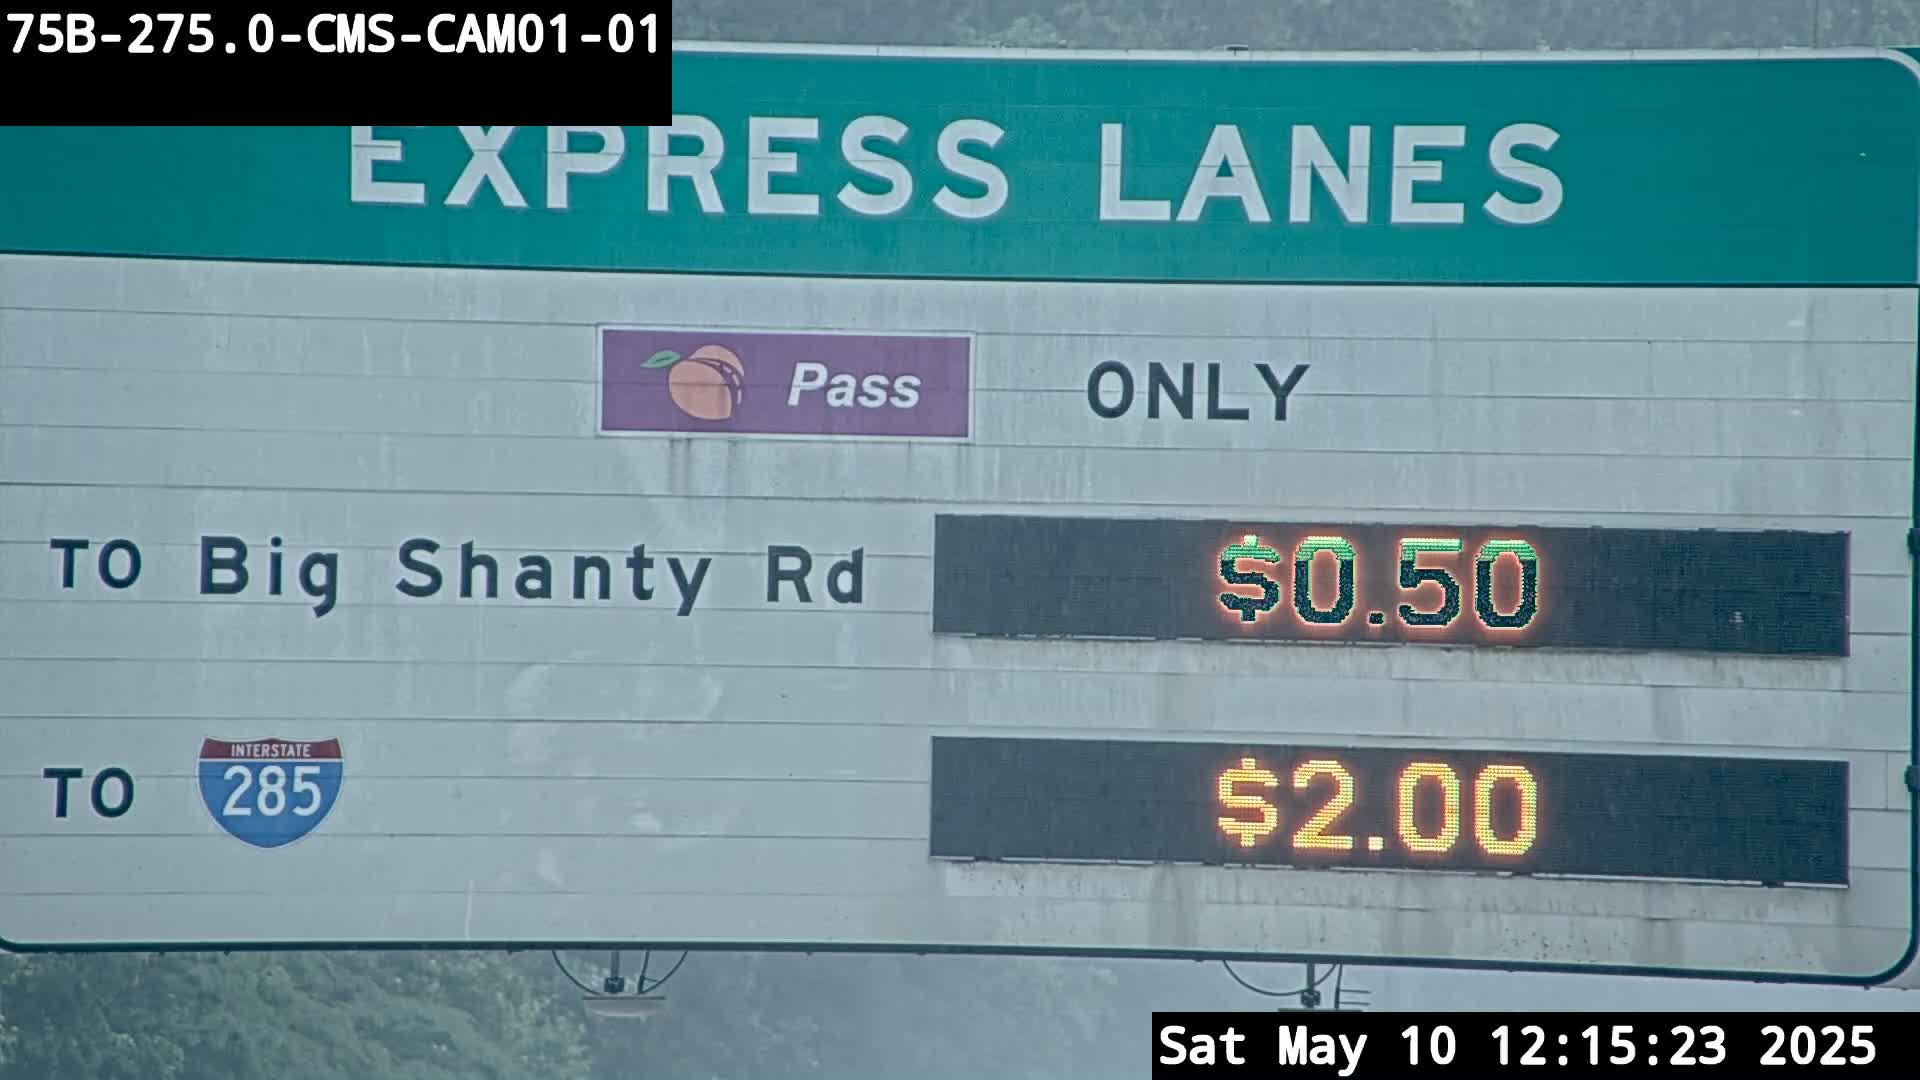 75B-275.0-CMS-CAM01-01
EXPRESS LANES
Pass ONLY
TO Big Shanty Rd $0.50
TO INTERSTATE 285 $2.00
Sat May 10 12:15:23 2025